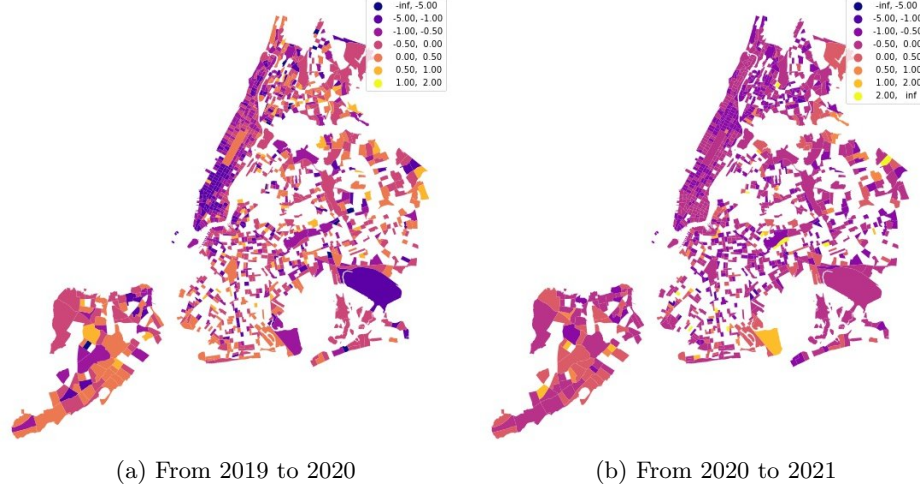 -inf, -5.00
-5.00, -1.00
-1.00, -0.50
-0.50, 0.00
0.00, 0.50
0.50, 1.00
1.00, 2.00
-inf, -5.00
-5.00, -1.00
-1.00, -0.50
-0.50, 0.00
0.00, 0.50
0.50, 1.00
1.00, 2.00
2.00, inf
(a) From 2019 to 2020
(b) From 2020 to 2021